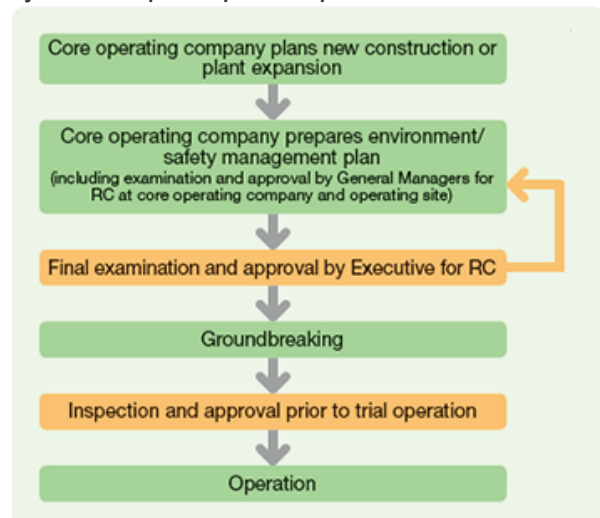 Core operating company plans new construction or
plant expansion
Core operating company prepares environment/
safety management plan
(including examination and approval by General Managers for
RC at core operating company and operating site)
Final examination and approval by Executive for RC
Groundbreaking
Inspection and approval prior to trial operation
Operation